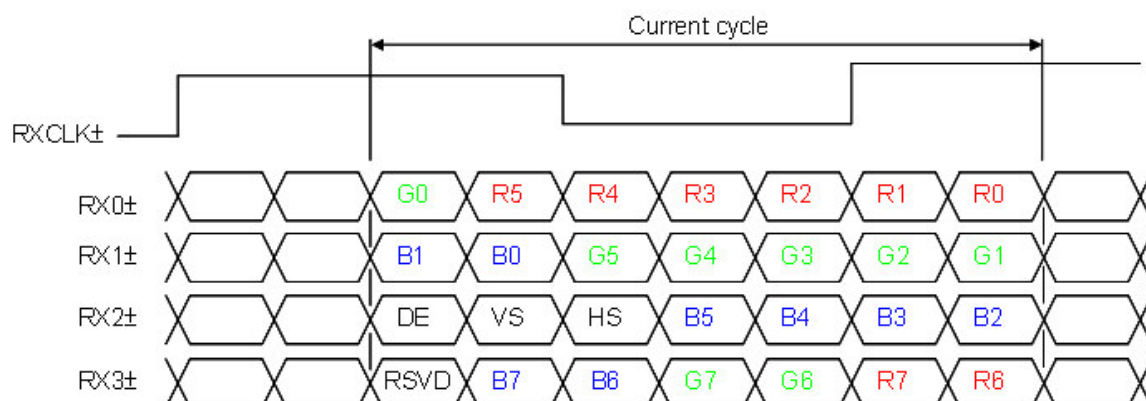 Current cycle
RXCLK±
RX0± G0 R5 R4 R3 R2 R1 R0
RX1± B1 B0 G5 G4 G3 G2 G1
RX2± DE VS HS B5 B4 B3 B2
RX3± RSVD B7 B6 G7 G6 R7 R6